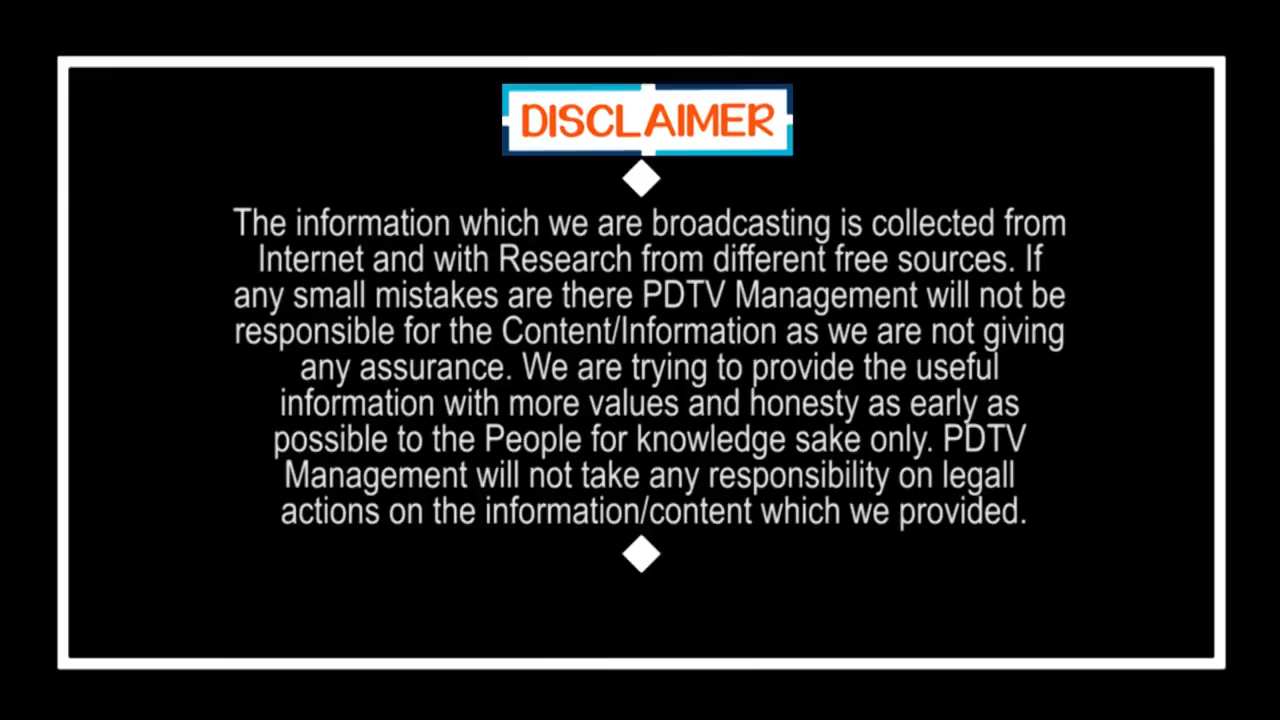 DISCLAIMER
The information which we are broadcasting is collected from
Internet and with Research from different free sources. If
any small mistakes are there PDTV Management will not be
responsible for the Content/Information as we are not giving
any assurance. We are trying to provide the useful
information with more values and honesty as early as
possible to the People for knowledge sake only. PDTV
Management will not take any responsibility on legall
actions on the information/content which we provided.